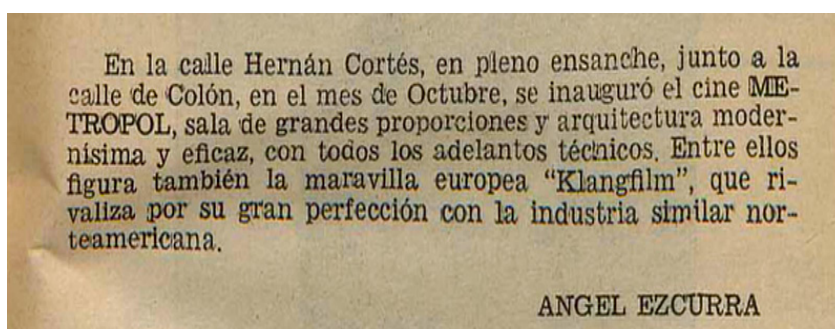 En la calle Hernán Cortés, en pleno ensanche, junto a la
calle de Colón, en el mes de Octubre, se inauguró el cine ME-
TROPOL, sala de grandes proporciones y arquitectura moder-
nísima y eficaz, con todos los adelantos técnicos. Entre ellos
figura también la maravilla europea “Klangfilm”, que ri-
valiza por su gran perfección con la industria similar nor-
teamericana.
ANGEL EZCURRA